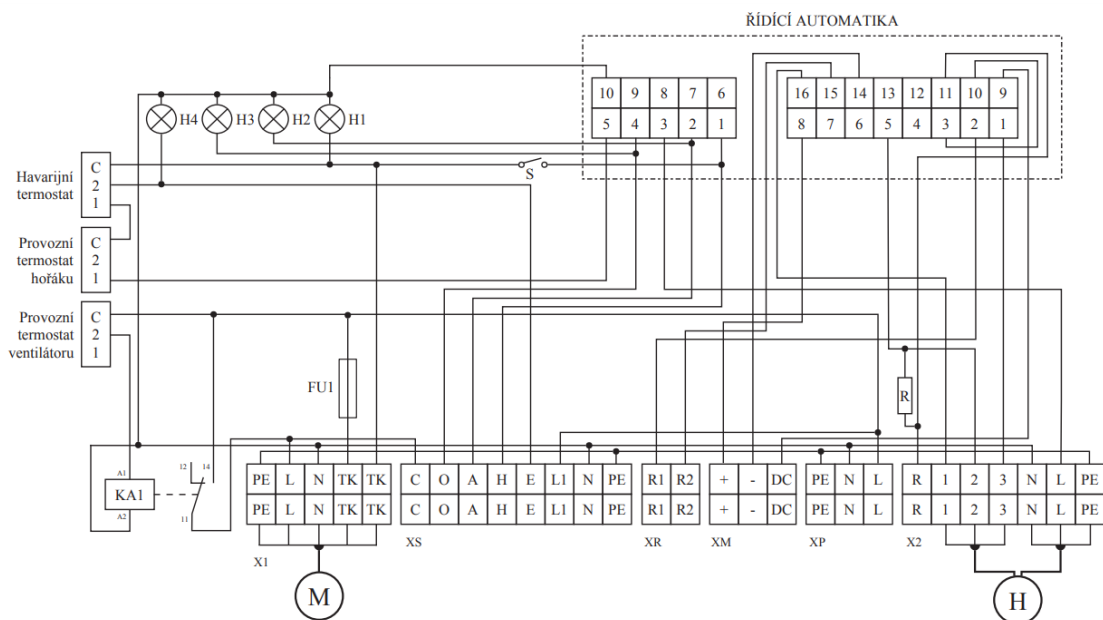 ŘÍDÍCÍ AUTOMATIKA
10 9 8 7 6
5 4 3 2 1
16 15 14 13 12 11 10 9
8 7 6 5 4 3 2 1
H4 H3 H2 H1
S
Havarijní
termostat
C
2
1
Provozní
termostat
hořáku
C
2
1
Provozní
termostat
ventilátoru
C
2
1
FU1
R
A1
KA1
A2
12 14
11
PE L N TK TK
PE L N TK TK
X1
M
C O A H E L1 N PE
C O A H E L1 N PE
XS
R1 R2
R1 R2
XR
+ - DC
+ - DC
XM
PE N L
PE N L
XP
R 1 2 3 N L PE
R 1 2 3 N L PE
X2
H